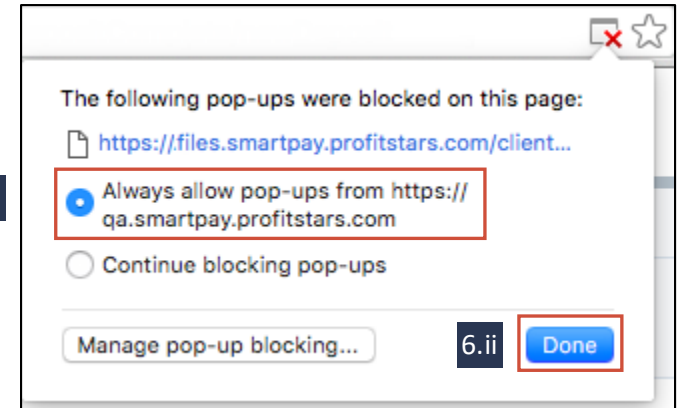 The following pop-ups were blocked on this page:
https://files.smartpay.profitstars.com/client...
Always allow pop-ups from https://
qa.smartpay.profitstars.com
Continue blocking pop-ups
Manage pop-up blocking...
6.ii
Done